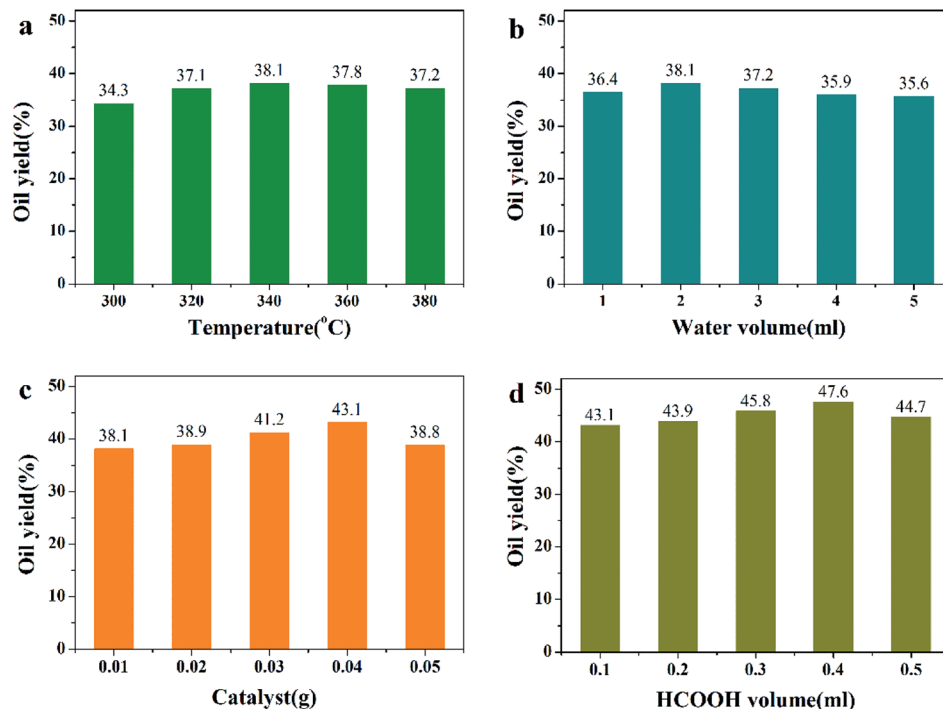 a
50
40
30
20
10
0
Oil yield(%)
34.3 37.1 38.1 37.8 37.2
300 320 340 360 380
Temperature(°C)
b
50
40
30
20
10
0
Oil yield(%)
36.4 38.1 37.2 35.9 35.6
1 2 3 4 5
Water volume(ml)
c
50
40
30
20
10
0
Oil yield(%)
38.1 38.9 41.2 43.1 38.8
0.01 0.02 0.03 0.04 0.05
Catalyst(g)
d
50
40
30
20
10
0
Oil yield(%)
43.1 43.9 45.8 47.6 44.7
0.1 0.2 0.3 0.4 0.5
HCOOH volume(ml)